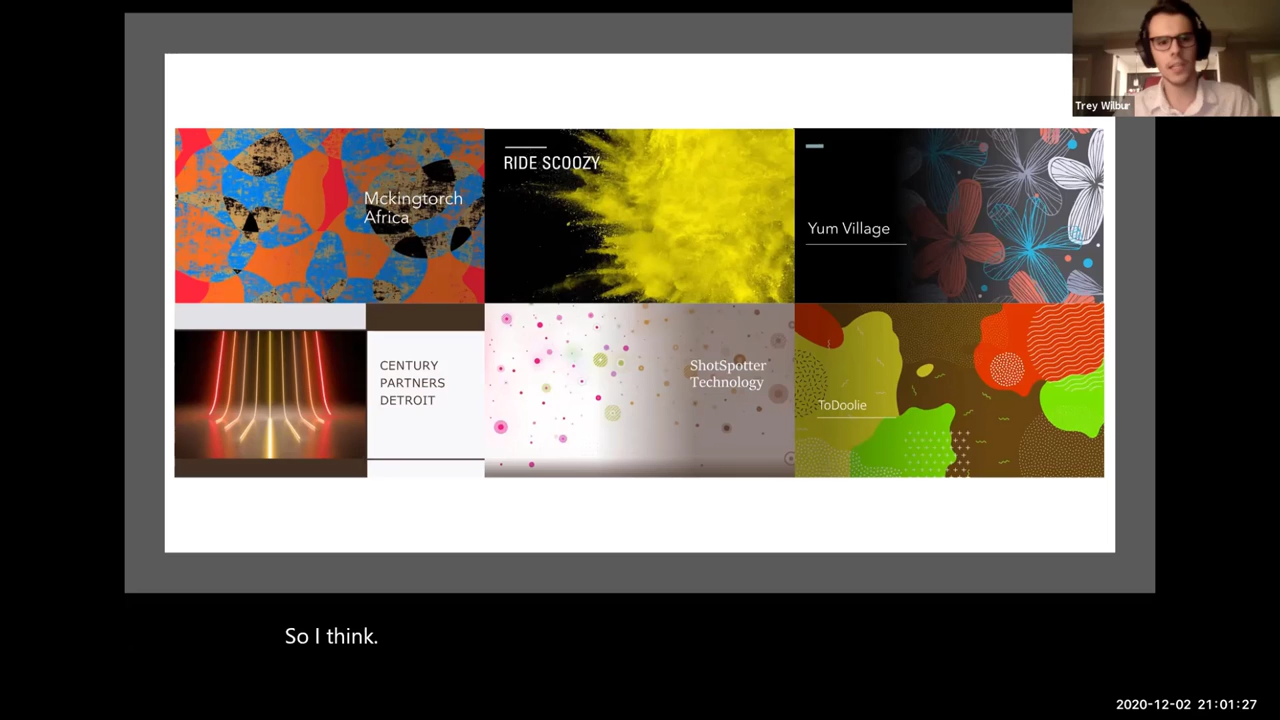 Trey Wilbur
Mckingtorch
Africa
RIDE SCOOZY
Yum Village
CENTURY
PARTNERS
DETROIT
ShotSpotter
Technology
ToDoolie
So I think.
2020-12-02 21:01:27